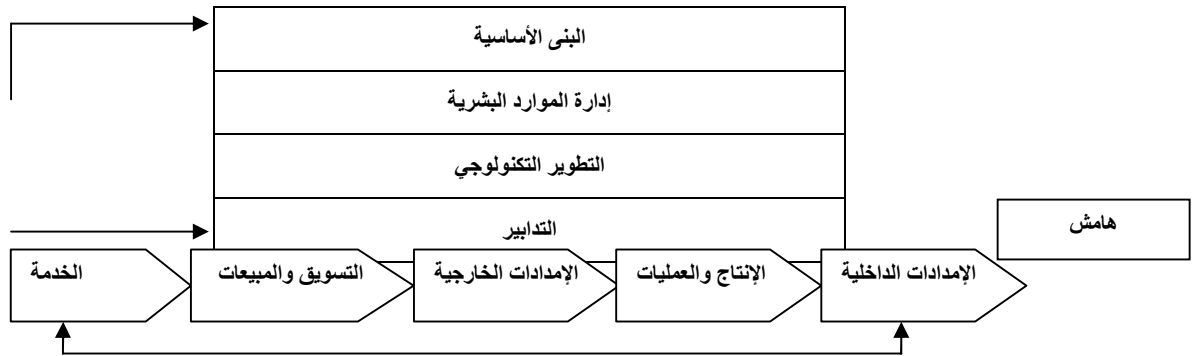 البنى الأساسية
إدارة الموارد البشرية
التطوير التكنولوجي
التدابير
هامش
الإمدادات الداخلية
الإنتاج والعمليات
الإمدادات الخارجية
التسويق والمبيعات
الخدمة